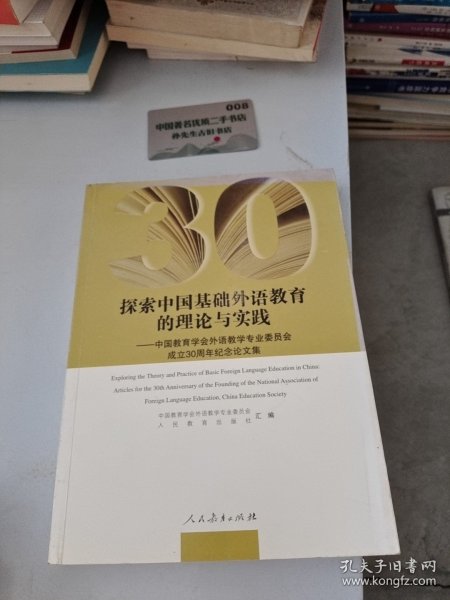 008
中国著名优质二手书店
孙先生古旧书店
30
探索中国基础外语教育
的理论与实践
——中国教育学会外语教学专业委员会
成立30周年纪念论文集
Exploring the Theory and Practice of Basic Foreign Language Education in China:
Articles for the 30th Anniversary of the Founding of the National Association of
Foreign Language Education, China Education Society
中国教育学会外语教学专业委员会
人民教育出版社 汇编
人民教育出版社
孔夫子旧书网
www.kongfz.com